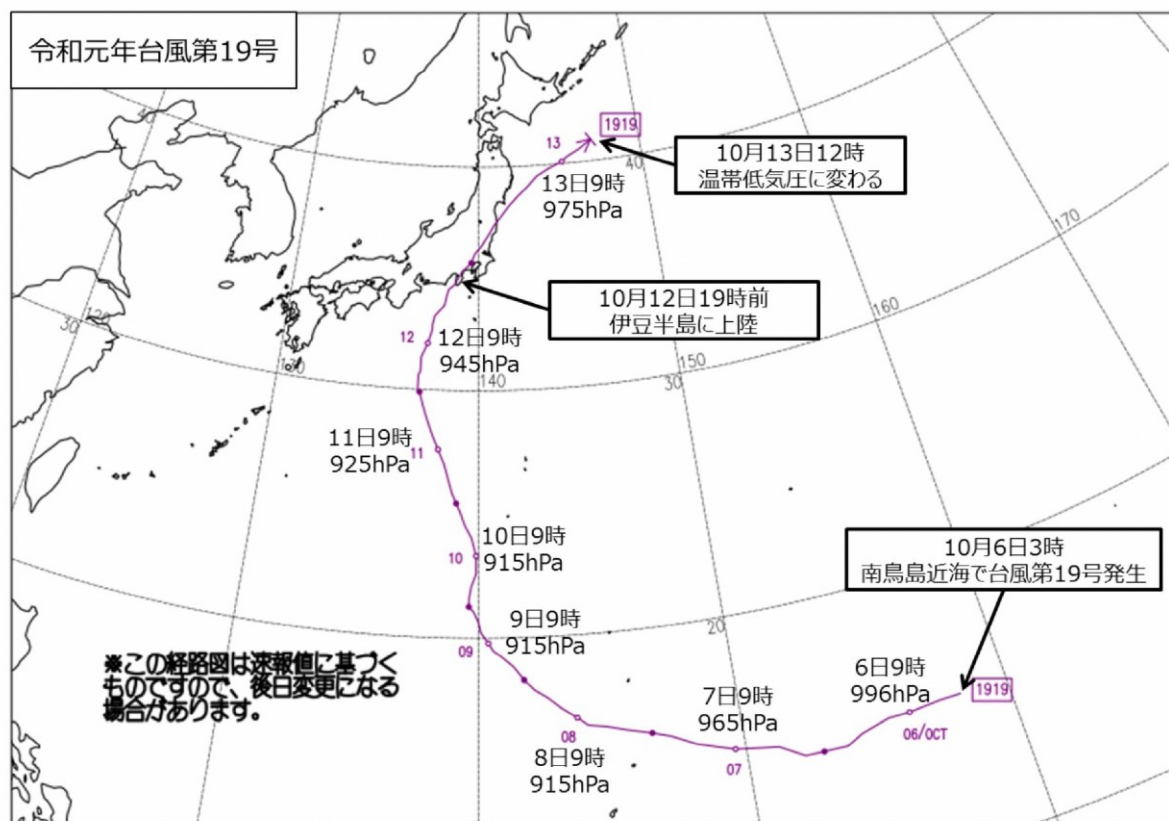 令和元年台風第19号
1919
13
10月13日12時
温帯低気圧に変わる
40
40
13日9時
975hPa
170
10月12日19時前
伊豆半島に上陸
160
120
30
12
12日9時
945hPa
150
130
140
30
11日9時
925hPa
11
10日9時
915hPa
10
10月6日3時
南鳥島近海で台風第19号発生
20
9日9時
915hPa
09
※この経路図は速報値に基づく
ものですので、後日変更になる
場合があります。
6日9時
996hPa
1919
7日9時
965hPa
06/OCT
08
07
8日9時
915hPa